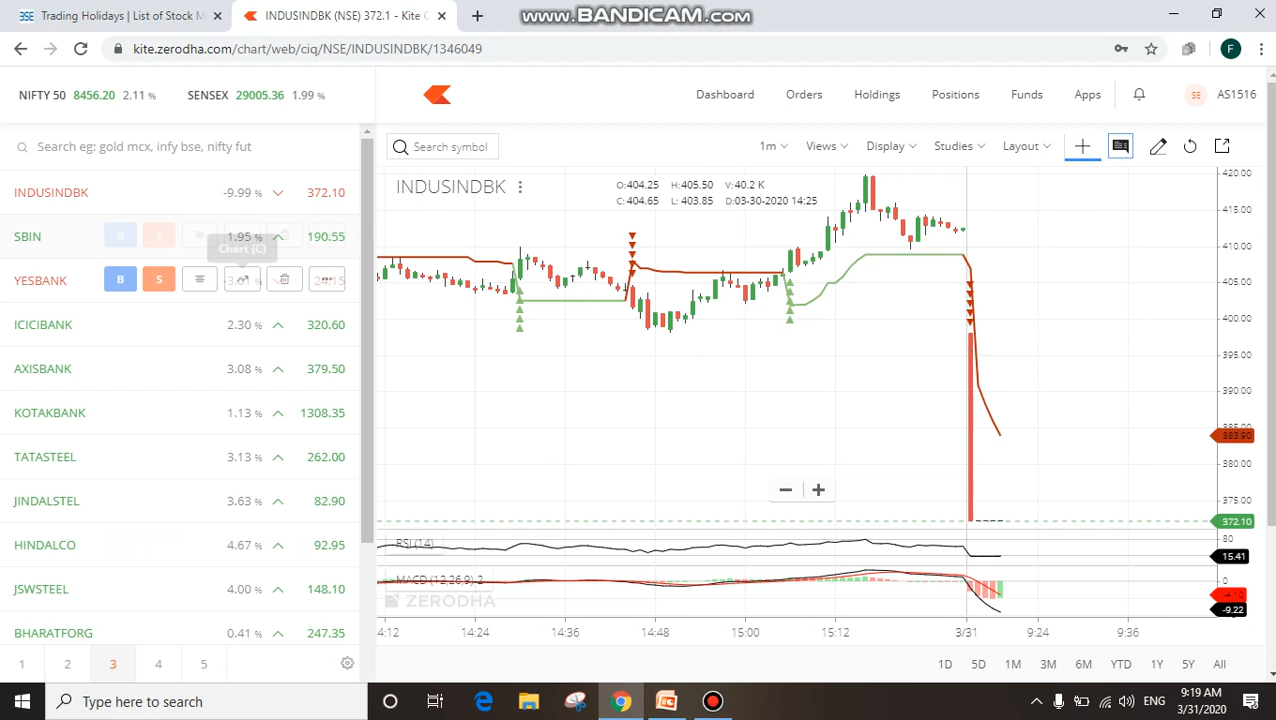 www.BANDICAM.com
Trading Holidays | List of Stock M
INDUSINDBK (NSE) 372.1 - Kite C
kite.zerodha.com/chart/web/ciq/NSE/INDUSINDBK/1346049
F
NIFTY 50 8456.20 2.11 %
SENSEX 29005.36 1.99 %
Dashboard
Orders
Holdings
Positions
Funds
Apps
SE AS1516
Search eg: gold mcx, infy bse, nifty fut
INDUSINDBK -9.99 % 372.10
SBIN 1.95 % 190.55
Chart (C)
YESBANK B S
ICICIBANK 2.30 % 320.60
AXISBANK 3.08 % 379.50
KOTAKBANK 1.13 % 1308.35
TATASTEEL 3.13 % 262.00
JINDALSTEL 3.63 % 82.90
HINDALCO 4.67 % 92.95
JSWSTEEL 4.00 % 148.10
BHARATFORG 0.41 % 247.35
1 2 3 4 5
Search symbol
1m
Views
Display
Studies
Layout
INDUSINDBK
O:404.25 H:405.50 V:40.2 K
C:404.65 L:403.85 D:03-30-2020 14:25
420.00
415.00
410.00
405.00
400.00
395.00
390.00
385.00
383.90
380.00
375.00
372.10
RSI (14)
80
15.41
MACD (12,26,9) 2
0
-4.10
-9.22
ZERODHA
14:12 14:24 14:36 14:48 15:00 15:12 3/31 9:24 9:36
1D 5D 1M 3M 6M YTD 1Y 5Y All
Type here to search
ENG
9:19 AM
3/31/2020